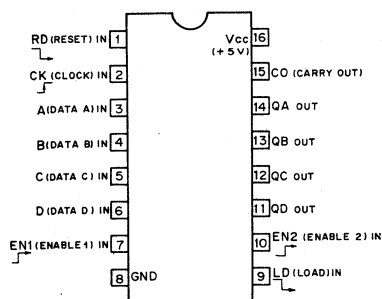 RD (RESET) IN 1
CK (CLOCK) IN 2
A (DATA A) IN 3
B (DATA B) IN 4
C (DATA C) IN 5
D (DATA D) IN 6
EN1 (ENABLE 1) IN 7
8 GND
Vcc 16
(+5V)
15 CO (CARRY OUT)
14 QA OUT
13 QB OUT
12 QC OUT
11 QD OUT
10 EN2 (ENABLE 2) IN
9 LD (LOAD) IN